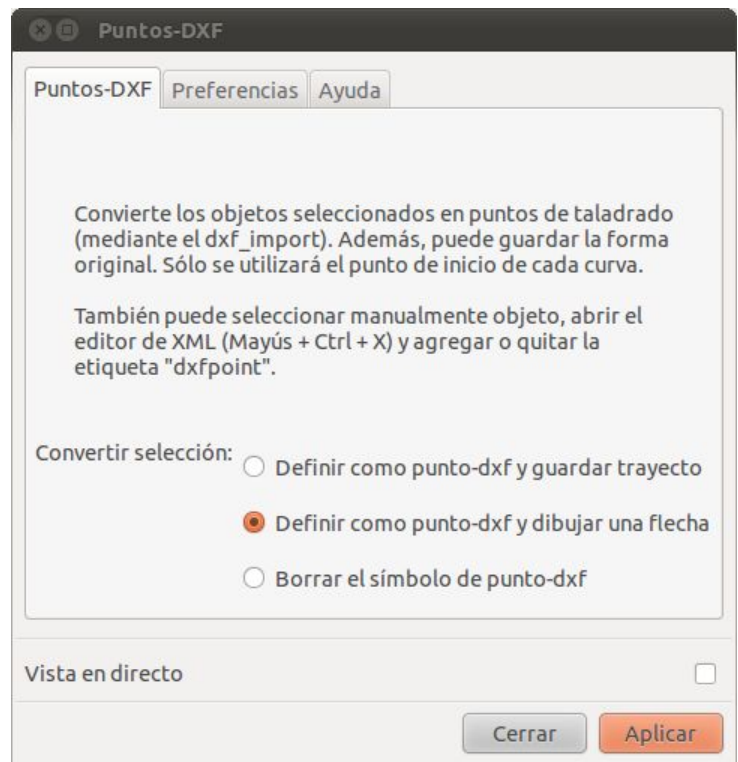 Puntos-DXF
Puntos-DXF Preferencias Ayuda
Convierte los objetos seleccionados en puntos de taladrado
(mediante el dxf_import). Además, puede guardar la forma
original. Sólo se utilizará el punto de inicio de cada curva.
También puede seleccionar manualmente objeto, abrir el
editor de XML (Mayús + Ctrl + X) y agregar o quitar la
etiqueta "dxfpoint".
Convertir selección:
Definir como punto-dxf y guardar trayecto
Definir como punto-dxf y dibujar una flecha
Borrar el símbolo de punto-dxf
Vista en directo
Cerrar Aplicar